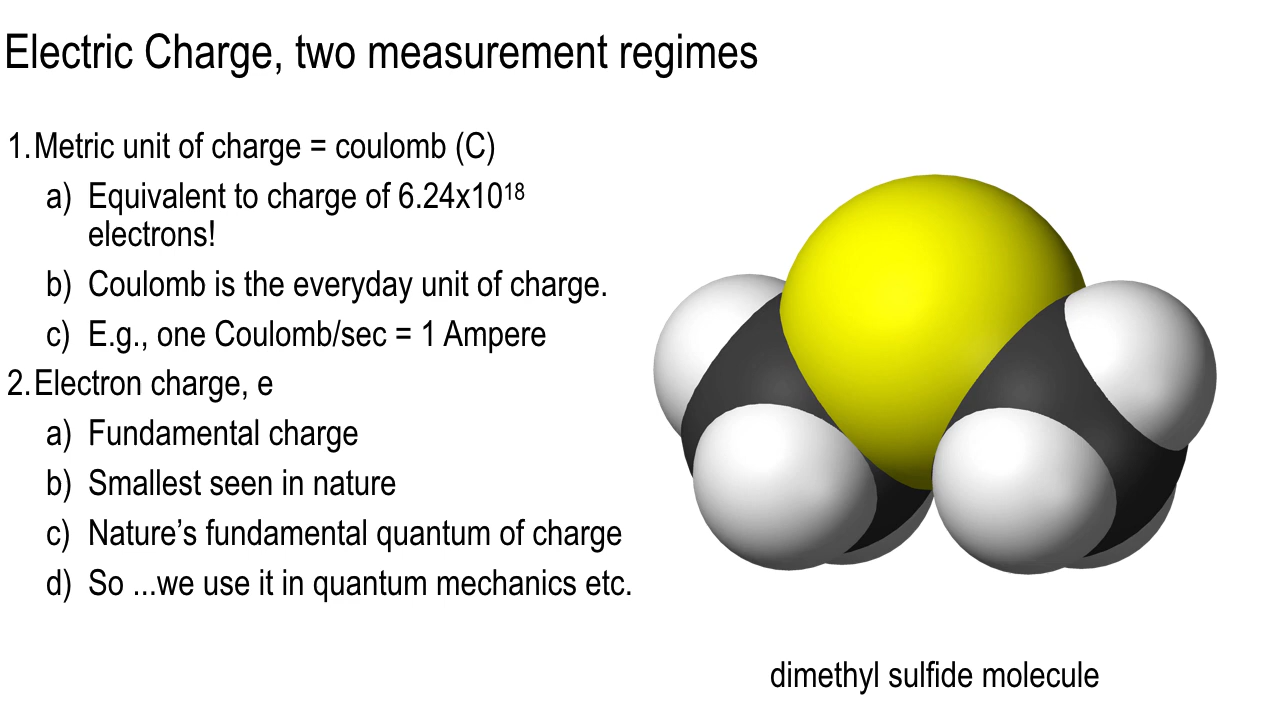 Electric Charge, two measurement regimes
1. Metric unit of charge = coulomb (C)
a) Equivalent to charge of 6.24x10¹⁸
electrons!
b) Coulomb is the everyday unit of charge.
c) E.g., one Coulomb/sec = 1 Ampere
2. Electron charge, e
a) Fundamental charge
b) Smallest seen in nature
c) Nature’s fundamental quantum of charge
d) So ...we use it in quantum mechanics etc.
dimethyl sulfide molecule